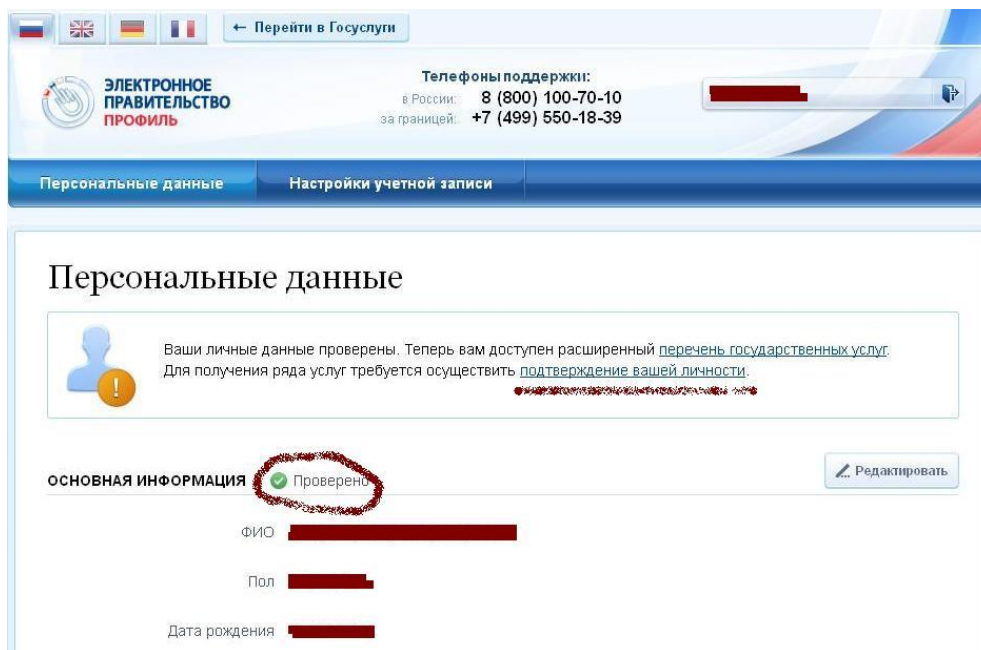 ← Перейти в Госуслуги
ЭЛЕКТРОННОЕ
ПРАВИТЕЛЬСТВО
ПРОФИЛЬ
Телефоны поддержки:
в России: 8 (800) 100-70-10
за границей: +7 (499) 550-18-39
Персональные данные
Настройки учетной записи
Персональные данные
Ваши личные данные проверены. Теперь вам доступен расширенный перечень государственных услуг.
Для получения ряда услуг требуется осуществить подтверждение вашей личности.
ОСНОВНАЯ ИНФОРМАЦИЯ Проверено
Редактировать
ФИО
Пол
Дата рождения